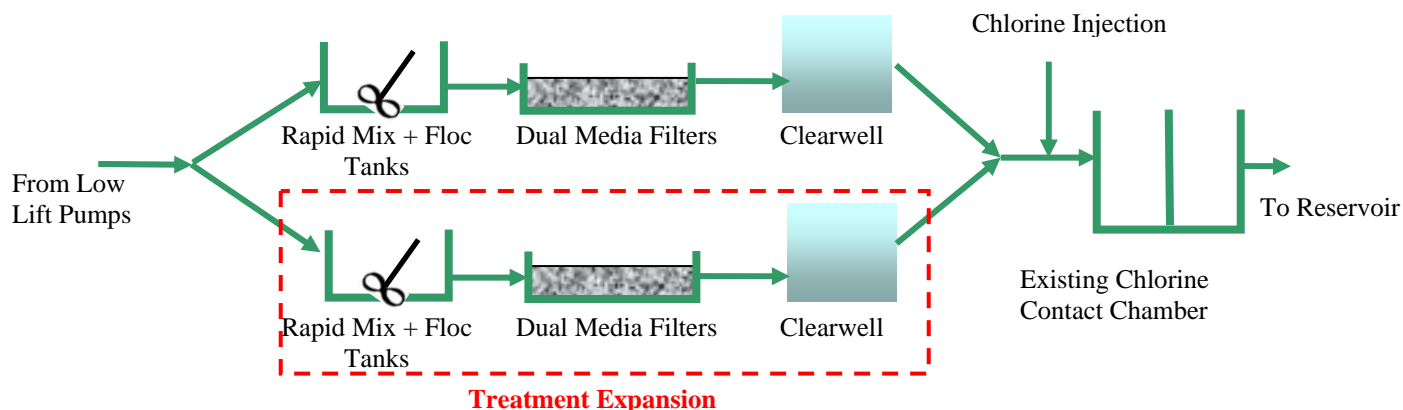 Chlorine Injection
Rapid Mix + Floc
Tanks
Dual Media Filters
Clearwell
From Low
Lift Pumps
To Reservoir
Existing Chlorine
Contact Chamber
Rapid Mix + Floc
Tanks
Dual Media Filters
Clearwell
Treatment Expansion